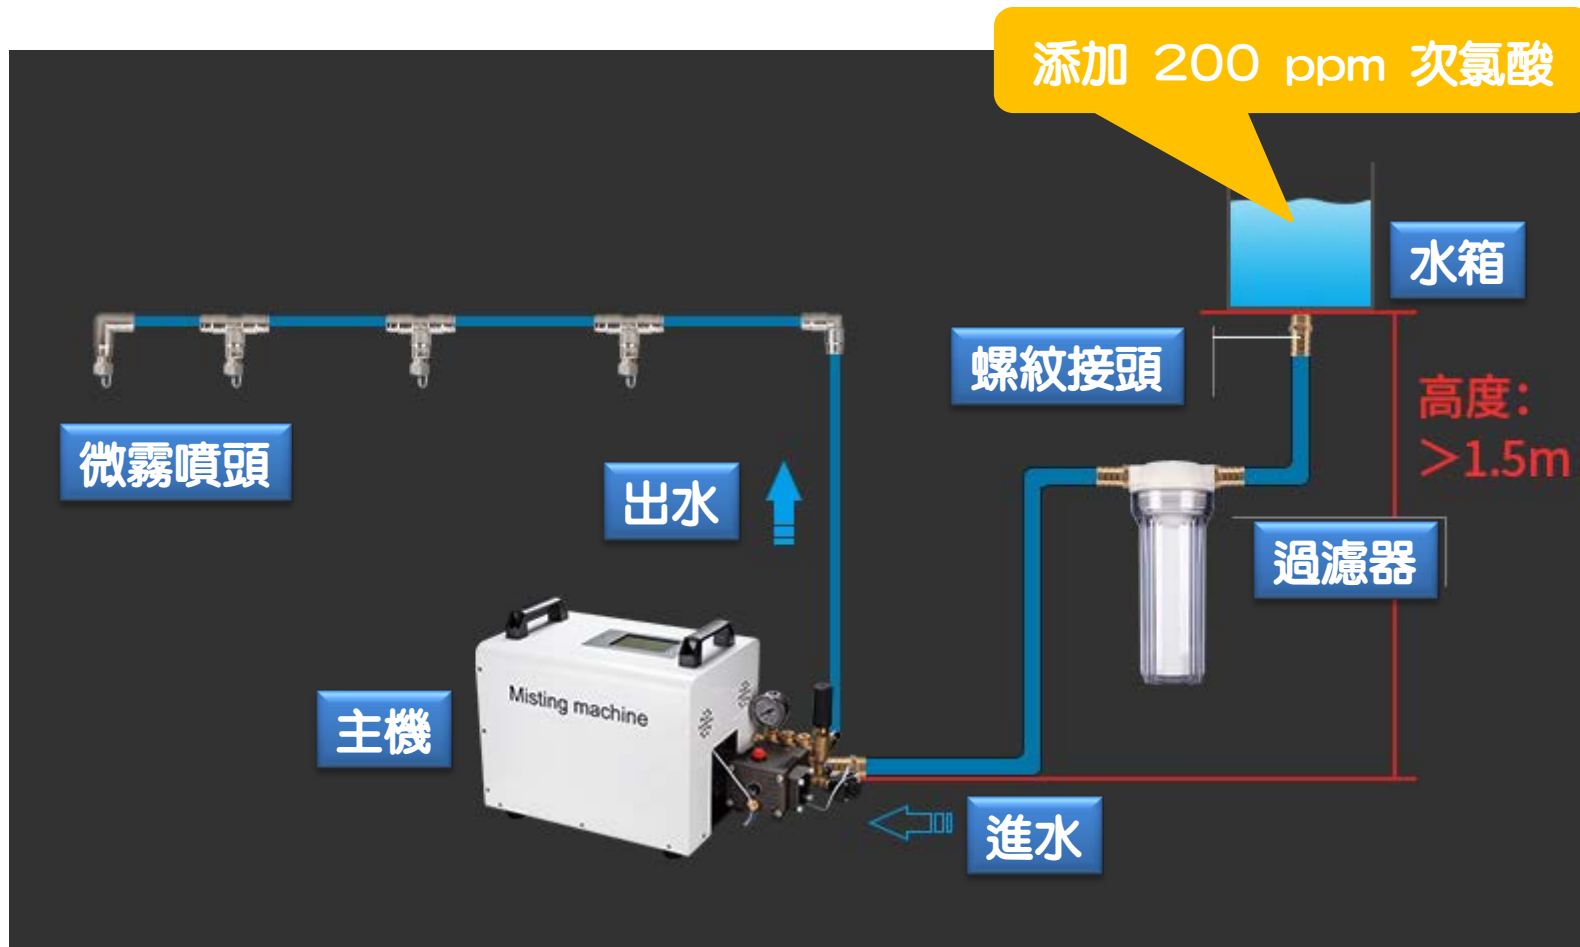 添加 200 ppm 次氯酸
水箱
螺紋接頭
高度：
＞1.5m
微霧噴頭
出水
過濾器
Misting machine
主機
進水